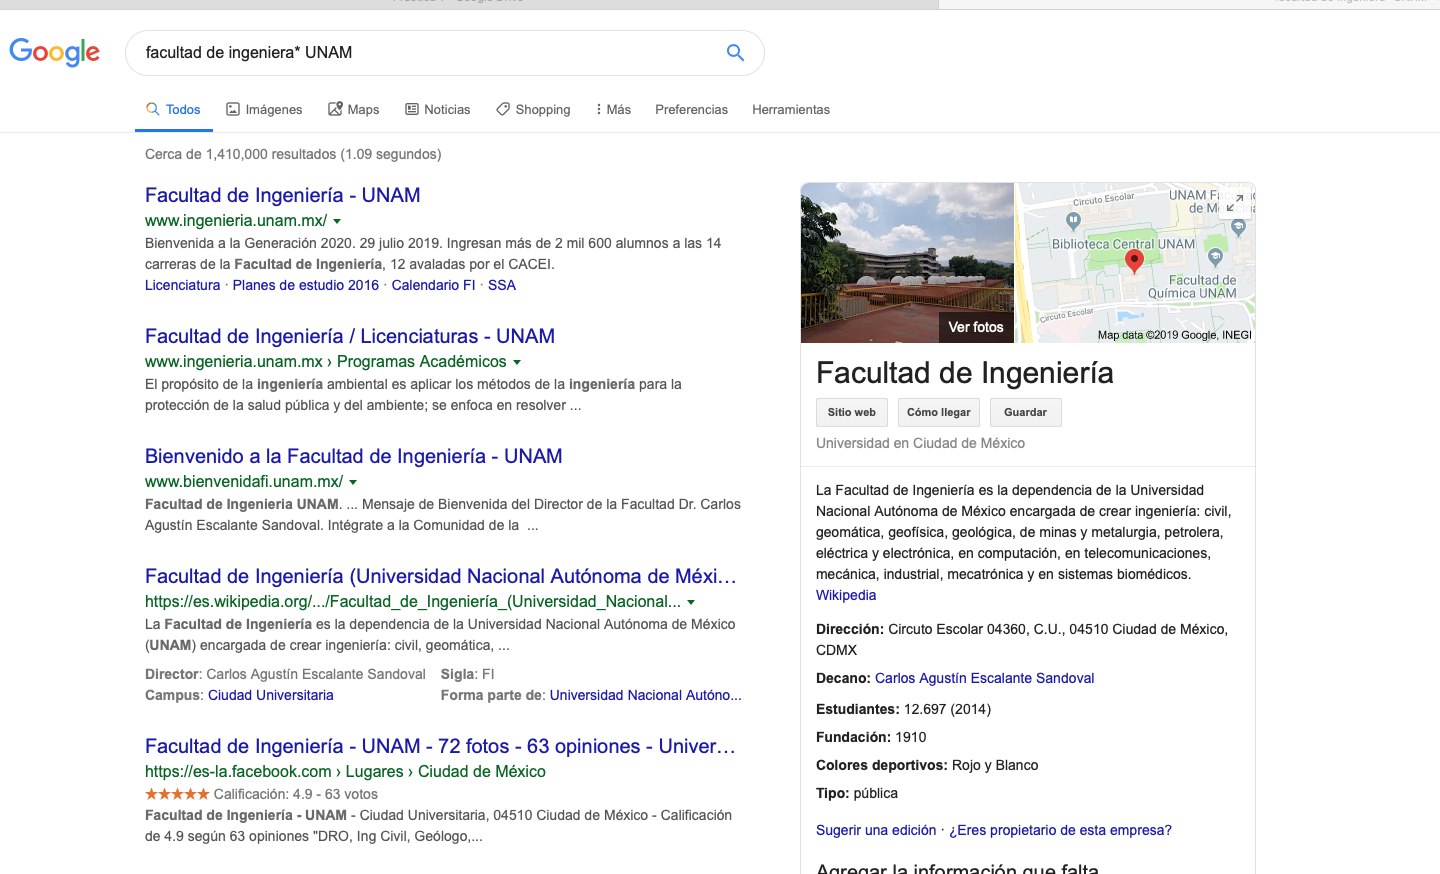 Google
facultad de ingeniera* UNAM
Todos
Imágenes
Maps
Noticias
Shopping
Más
Preferencias
Herramientas
Cerca de 1,410,000 resultados (1.09 segundos)
Facultad de Ingeniería - UNAM
www.ingenieria.unam.mx/
Bienvenida a la Generación 2020. 29 julio 2019. Ingresan más de 2 mil 600 alumnos a las 14
carreras de la Facultad de Ingeniería, 12 avaladas por el CACEI.
Licenciatura · Planes de estudio 2016 · Calendario FI · SSA
Facultad de Ingeniería / Licenciaturas - UNAM
www.ingenieria.unam.mx › Programas Académicos
El propósito de la ingeniería ambiental es aplicar los métodos de la ingeniería para la
protección de la salud pública y del ambiente; se enfoca en resolver ...
Bienvenido a la Facultad de Ingeniería - UNAM
www.bienvenidafi.unam.mx/
Facultad de Ingenieria UNAM. ... Mensaje de Bienvenida del Director de la Facultad Dr. Carlos
Agustín Escalante Sandoval. Intégrate a la Comunidad de la ...
Facultad de Ingeniería (Universidad Nacional Autónoma de Méxi...
https://es.wikipedia.org/.../Facultad_de_Ingeniería_(Universidad_Nacional...
La Facultad de Ingeniería es la dependencia de la Universidad Nacional Autónoma de México
(UNAM) encargada de crear ingeniería: civil, geomática, ...
Director: Carlos Agustín Escalante Sandoval Sigla: FI
Campus: Ciudad Universitaria Forma parte de: Universidad Nacional Autóno...
Facultad de Ingeniería - UNAM - 72 fotos - 63 opiniones - Univer...
https://es-la.facebook.com › Lugares › Ciudad de México
Calificación: 4.9 - 63 votos
Facultad de Ingeniería - UNAM - Ciudad Universitaria, 04510 Ciudad de México - Calificación
de 4.9 según 63 opiniones "DRO, Ing Civil, Geólogo,...
Ver fotos
Circuto Escolar
UNAM
Biblioteca Central UNAM
Facultad de
Química UNAM
Circuto Escolar
Map data ©2019 Google, INEGI
Facultad de Ingeniería
Sitio web
Cómo llegar
Guardar
Universidad en Ciudad de México
La Facultad de Ingeniería es la dependencia de la Universidad
Nacional Autónoma de México encargada de crear ingeniería: civil,
geomática, geofísica, geológica, de minas y metalurgia, petrolera,
eléctrica y electrónica, en computación, en telecomunicaciones,
mecánica, industrial, mecatrónica y en sistemas biomédicos.
Wikipedia
Dirección: Circuto Escolar 04360, C.U., 04510 Ciudad de México,
CDMX
Decano: Carlos Agustín Escalante Sandoval
Estudiantes: 12.697 (2014)
Fundación: 1910
Colores deportivos: Rojo y Blanco
Tipo: pública
Sugerir una edición · ¿Eres propietario de esta empresa?
Agregar la información que falta